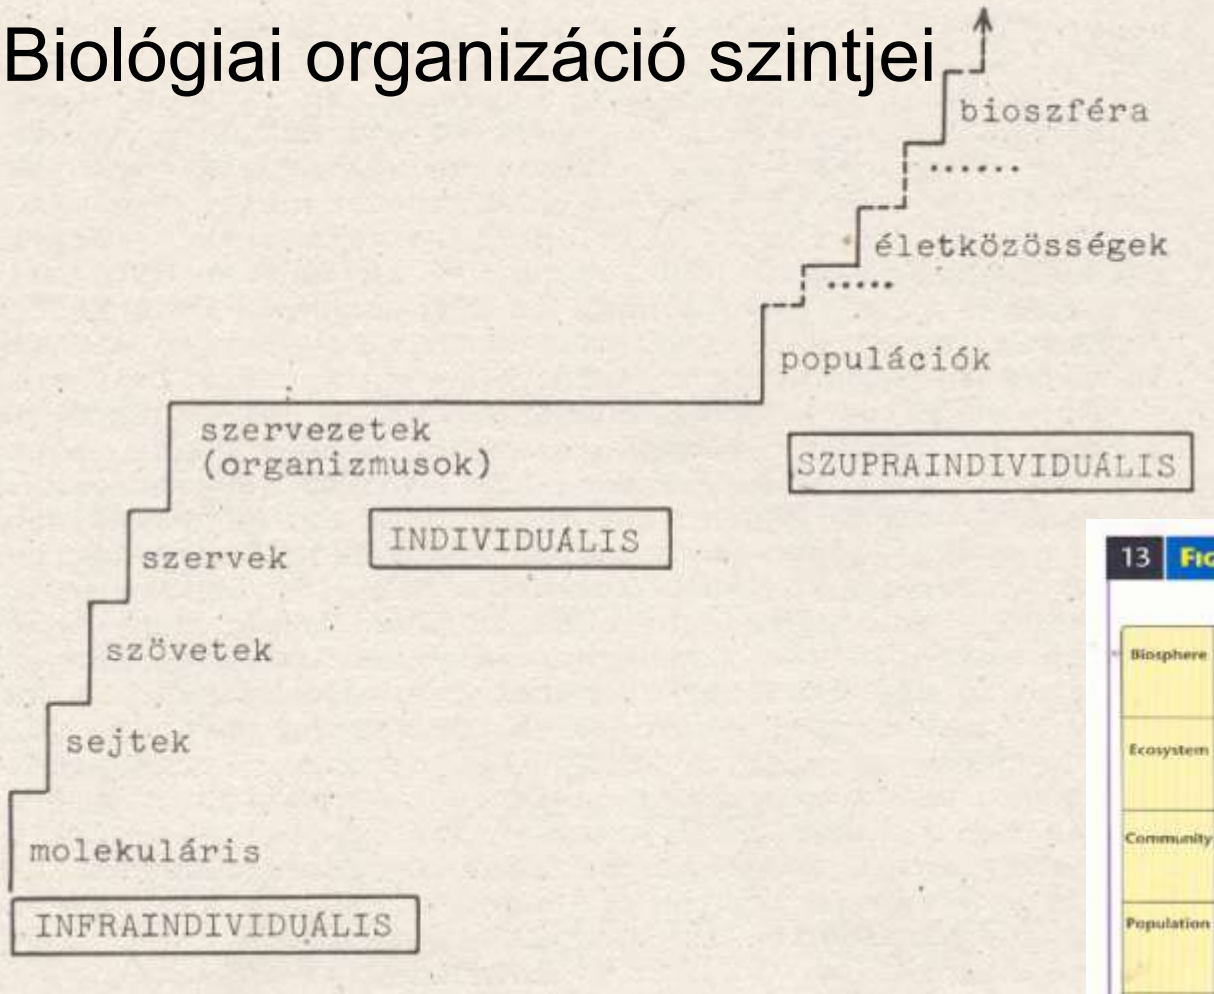 Biológiai organizáció szintjei
bioszféra
......
életközösségek
.....
populációk
szervezetek
(organizmusok)
SZUPRAINDIVIDUÁLIS
INDIVIDUÁLIS
szervek
szövetek
sejtek
molekuláris
INFRAINDIVIDUÁLIS
13
Biosphere
Ecosystem
Community
Population